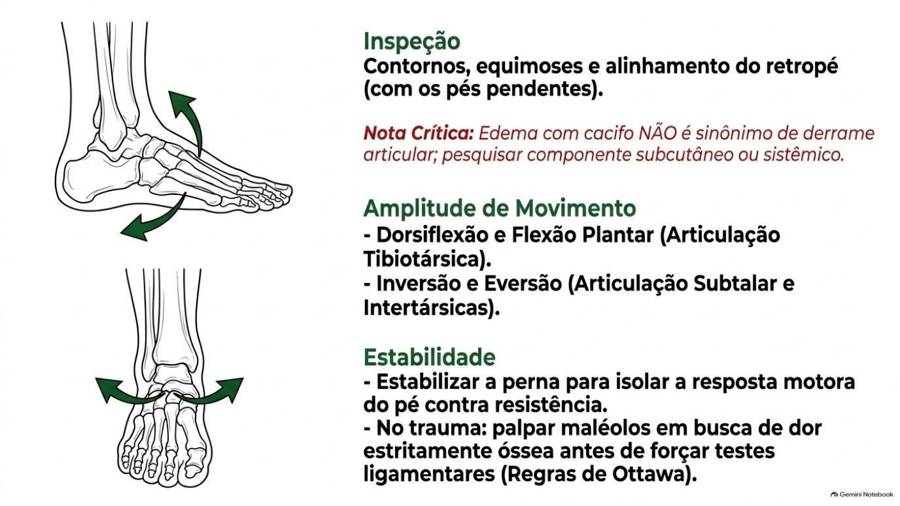 Inspeção
Contornos, equimoses e alinhamento do retropé
(com os pés pendentes).
Nota Crítica: Edema com cacifo NÃO é sinônimo de derrame
articular; pesquisar componente subcutâneo ou sistêmico.
Amplitude de Movimento
- Dorsiflexão e Flexão Plantar (Articulação
Tibiotársica).
- Inversão e Eversão (Articulação Subtalar e
Intertársicas).
Estabilidade
- Estabilizar a perna para isolar a resposta motora
do pé contra resistência.
- No trauma: palpar maléolos em busca de dor
estritamente óssea antes de forçar testes
ligamentares (Regras de Ottawa).
Gemini Notebook